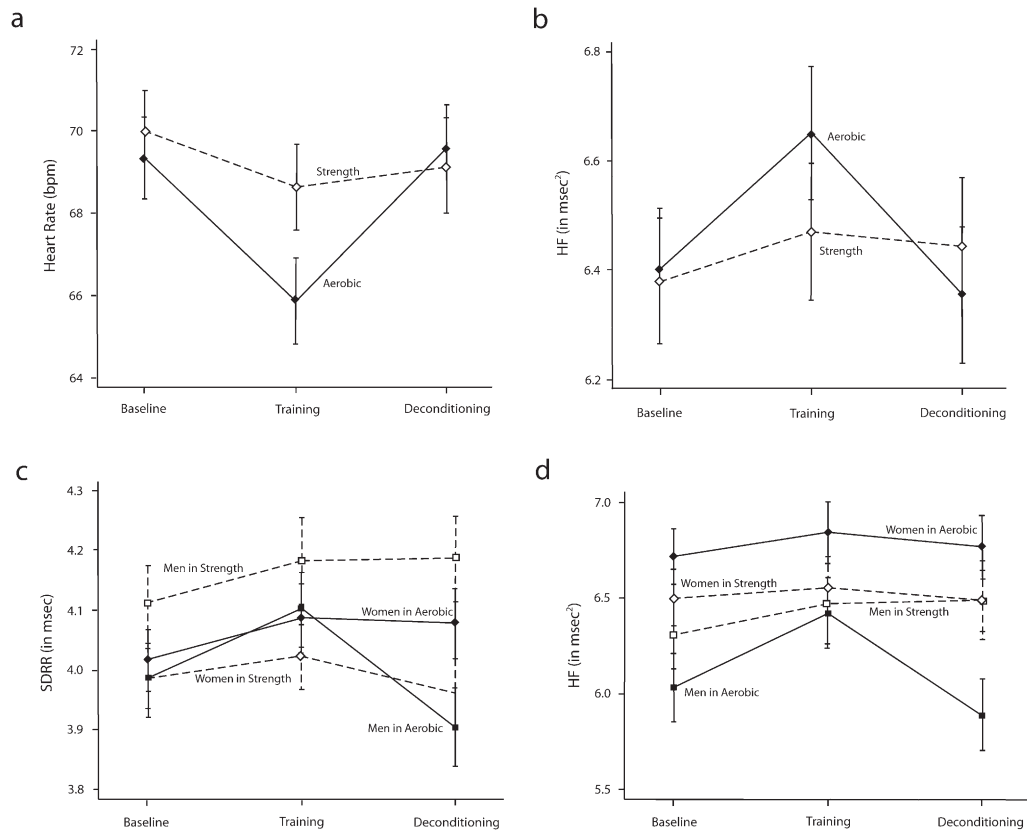 a
72
70
68
66
64
Heart Rate (bpm)
Strength
Aerobic
Baseline
Training
Deconditioning
b
6.8
6.6
6.4
6.2
HF (in msec²)
Aerobic
Strength
Baseline
Training
Deconditioning
c
4.3
4.2
4.1
4.0
3.9
3.8
SDRR (in msec)
Men in Strength
Women in Aerobic
Women in Strength
Men in Aerobic
Baseline
Training
Deconditioning
d
7.0
6.5
6.0
5.5
HF (in msec²)
Women in Aerobic
Women in Strength
Men in Strength
Men in Aerobic
Baseline
Training
Deconditioning